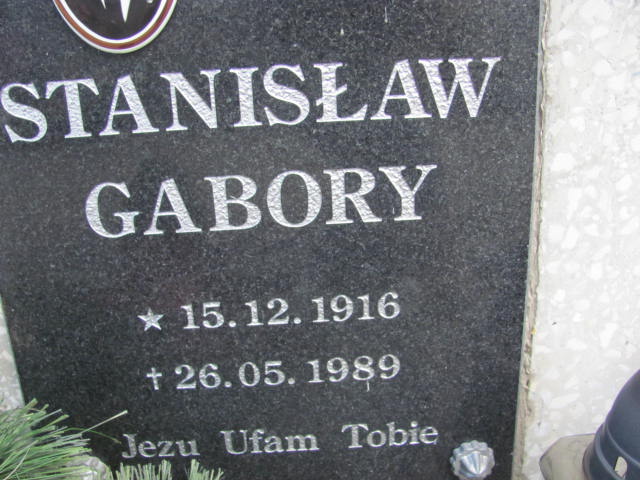 STANISŁAW
GABORY
★ 15.12.1916
✝ 26.05.1989
Jezu Ufam Tobie